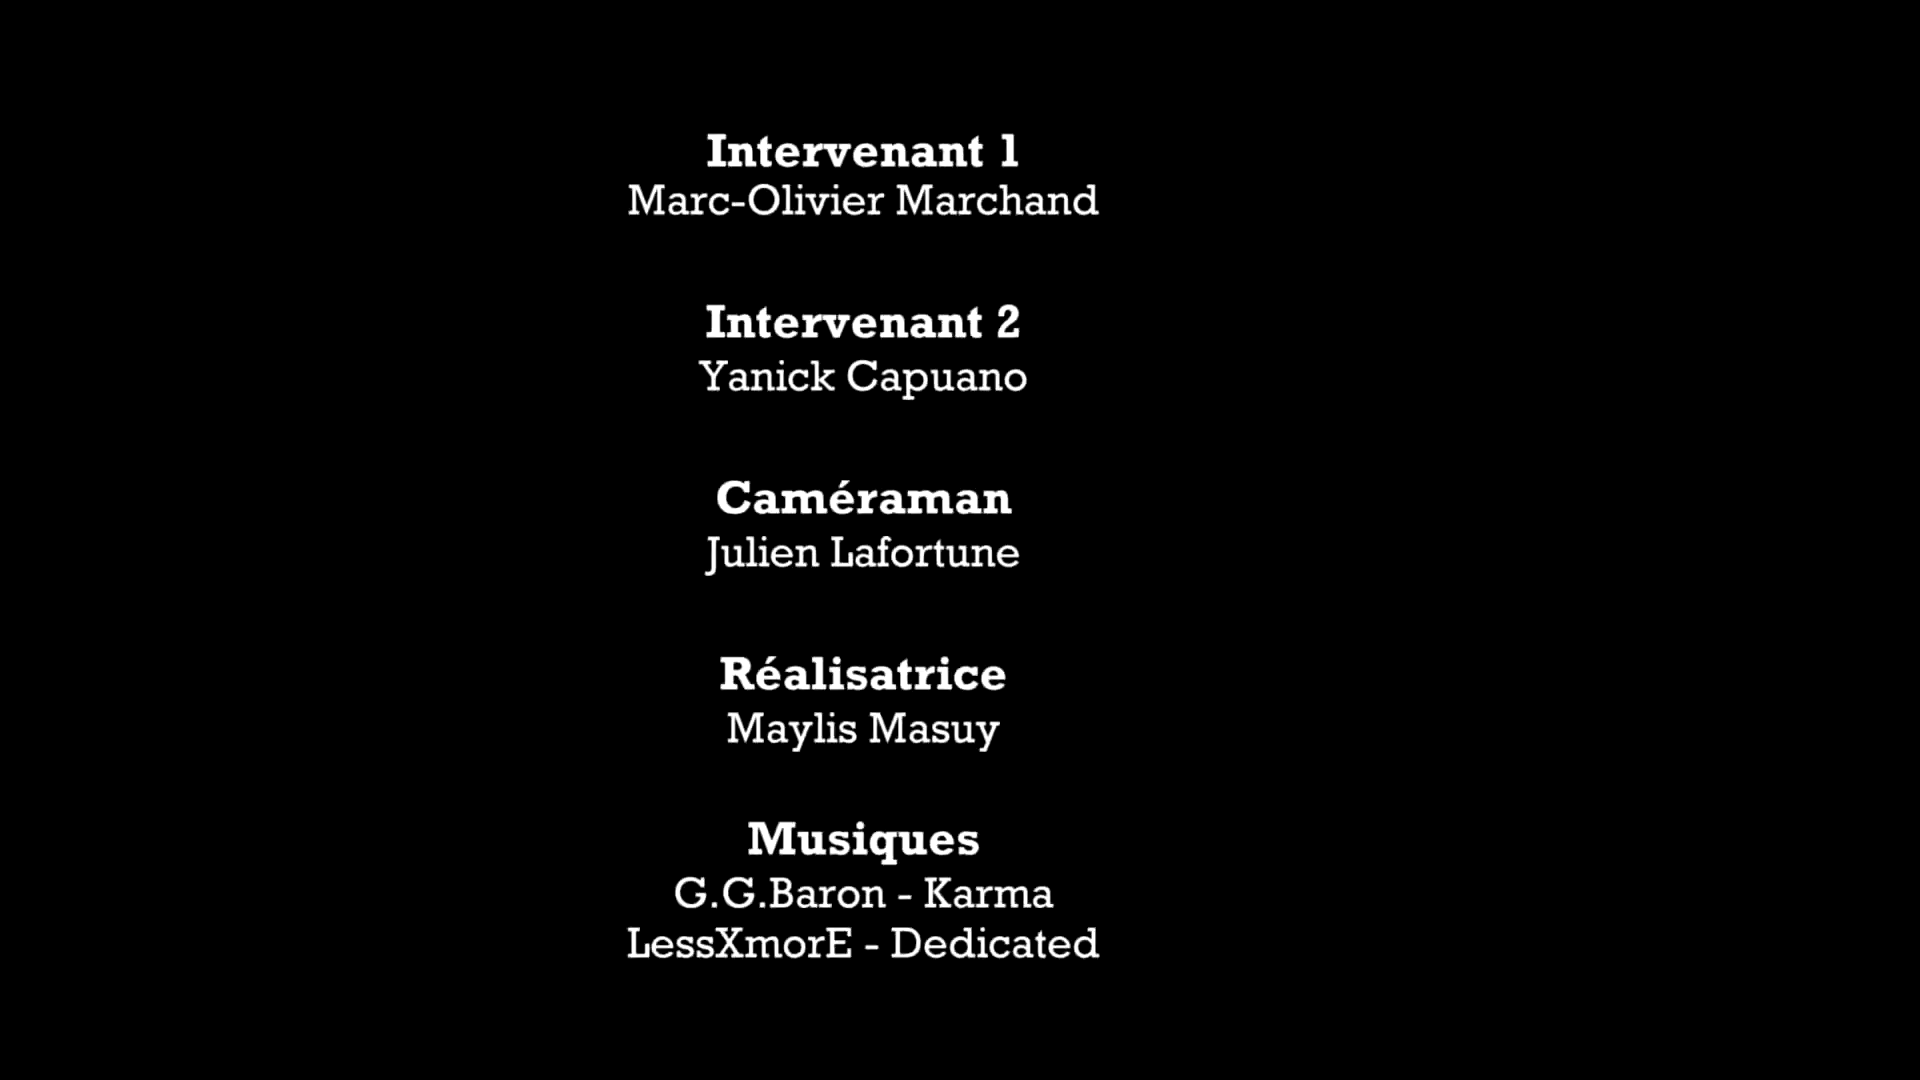 Intervenant 1
Marc-Olivier Marchand
Intervenant 2
Yanick Capuano
Caméraman
Julien Lafortune
Réalisatrice
Maylis Masuy
Musiques
G.G.Baron - Karma
LessXmorE - Dedicated